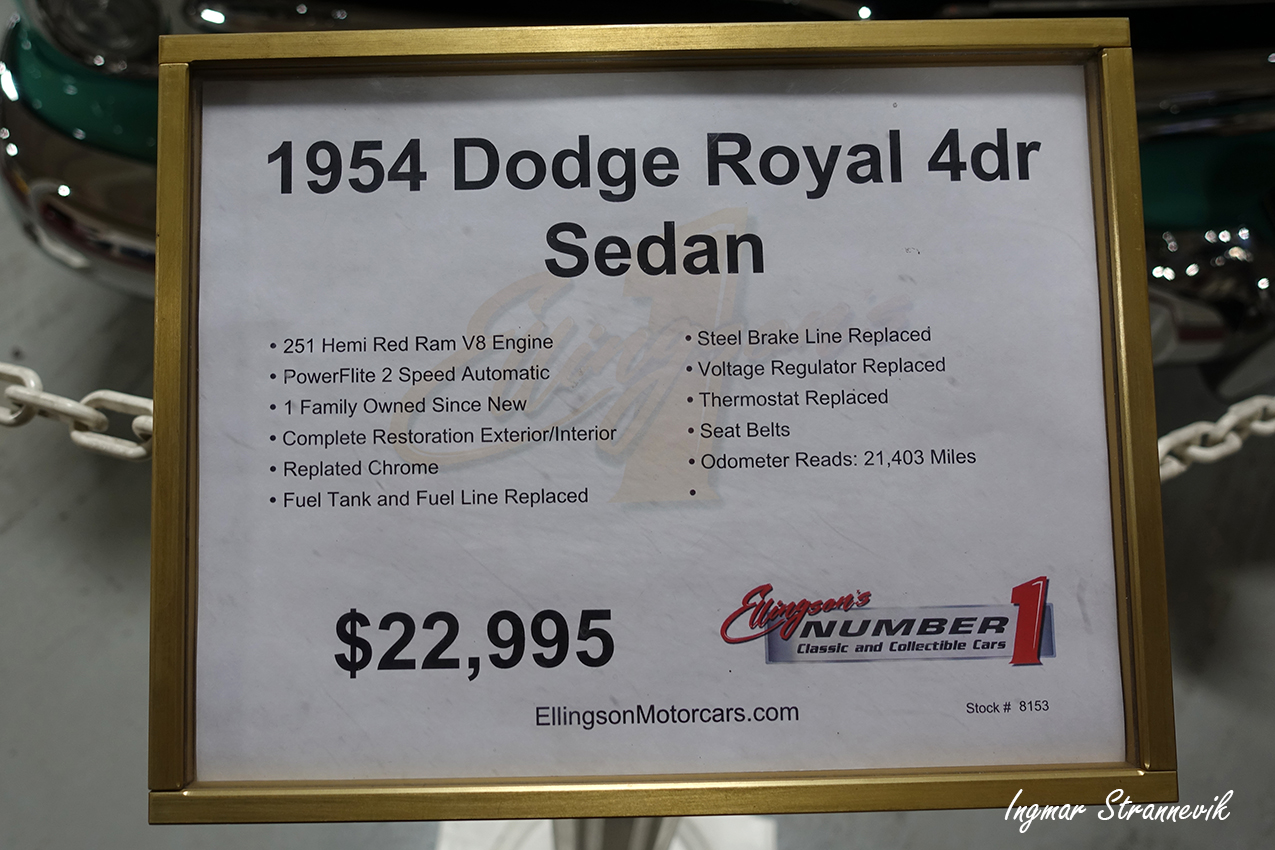 1954 Dodge Royal 4dr
Sedan
• 251 Hemi Red Ram V8 Engine
• PowerFlite 2 Speed Automatic
• 1 Family Owned Since New
• Complete Restoration Exterior/Interior
• Replated Chrome
• Fuel Tank and Fuel Line Replaced
• Steel Brake Line Replaced
• Voltage Regulator Replaced
• Thermostat Replaced
• Seat Belts
• Odometer Reads: 21,403 Miles
•
$22,995
Ellingson's
NUMBER 1
Classic and Collectible Cars
EllingsonMotorcars.com
Stock # 8153
Ingmar Strannevik